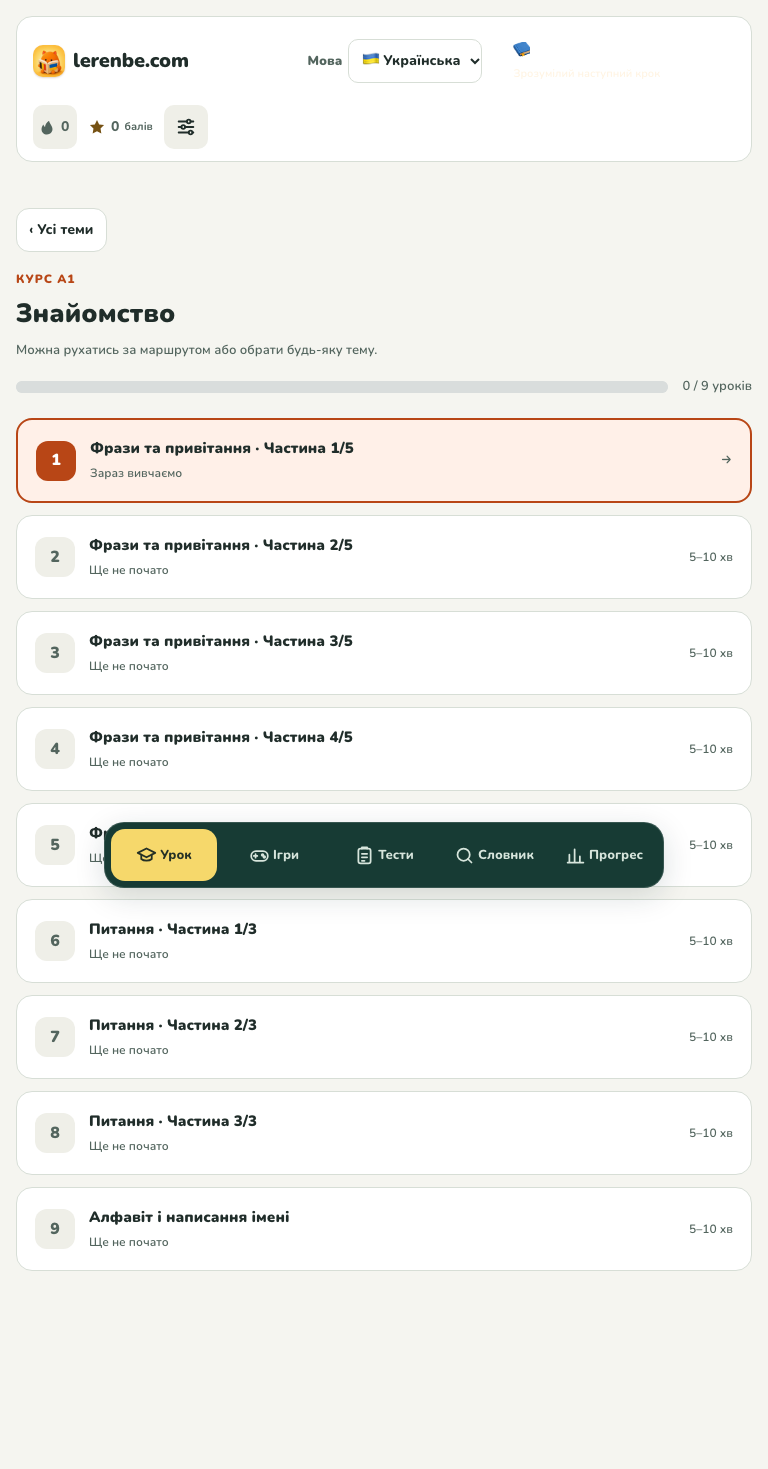 lerenbe.com
Мова
Українська
Зрозумілий наступний крок
0
0 балів
‹ Усі теми
КУРС A1
Знайомство
Можна рухатись за маршрутом або обрати будь-яку тему.
0 / 9 уроків
1
Фрази та привітання · Частина 1/5
Зараз вивчаємо
→
2
Фрази та привітання · Частина 2/5
Ще не почато
5–10 хв
3
Фрази та привітання · Частина 3/5
Ще не почато
5–10 хв
4
Фрази та привітання · Частина 4/5
Ще не почато
5–10 хв
5
5–10 хв
Урок
Ігри
Тести
Словник
Прогрес
6
Питання · Частина 1/3
Ще не почато
5–10 хв
7
Питання · Частина 2/3
Ще не почато
5–10 хв
8
Питання · Частина 3/3
Ще не почато
5–10 хв
9
Алфавіт і написання імені
Ще не почато
5–10 хв